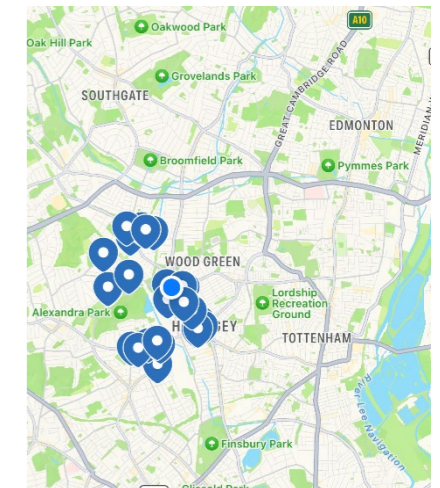 Oakwood Park
A10
Oak Hill Park
Grovelands Park
SOUTHGATE
GREAT CAMBRIDGE ROAD
EDMONTON
MERIDIAN
Broomfield Park
Pymmes Park
WOOD GREEN
Lordship
Recreation
Ground
Alexandra Park
TOTTENHAM
River Lee Navigation
Finsbury Park